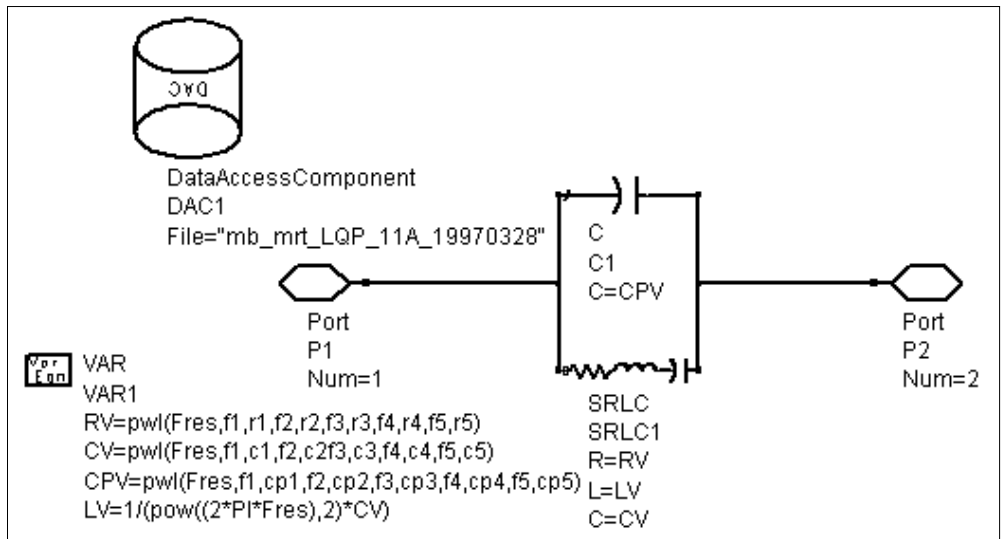 DAC
DataAccessComponent
DAC1
File="mb_mrt_LQP_11A_19970328"
C
C1
C=CPV
Port
P1
Num=1
Port
P2
Num=2
Var
Eqn
VAR
VAR1
RV=pwl(Fres,f1,r1,f2,r2,f3,r3,f4,r4,f5,r5)
CV=pwl(Fres,f1,c1,f2,c2f3,c3,f4,c4,f5,c5)
CPV=pwl(Fres,f1,cp1,f2,cp2,f3,cp3,f4,cp4,f5,cp5)
LV=1/(pow((2*PI*Fres),2)*CV)
SRLC
SRLC1
R=RV
L=LV
C=CV